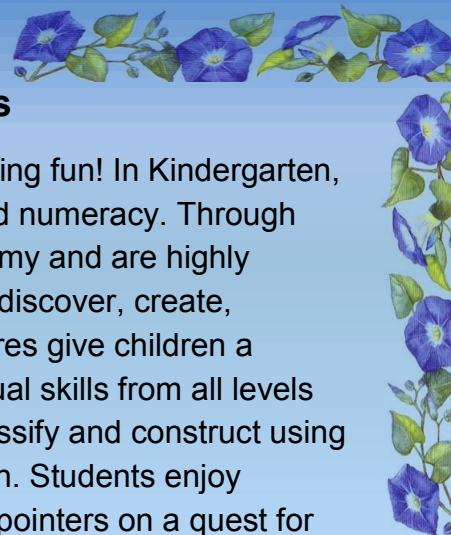 s
ing fun! In Kindergarten,
d numeracy. Through
my and are highly
discover, create,
res give children a
ual skills from all levels
ssify and construct using
n. Students enjoy
pointers on a quest for